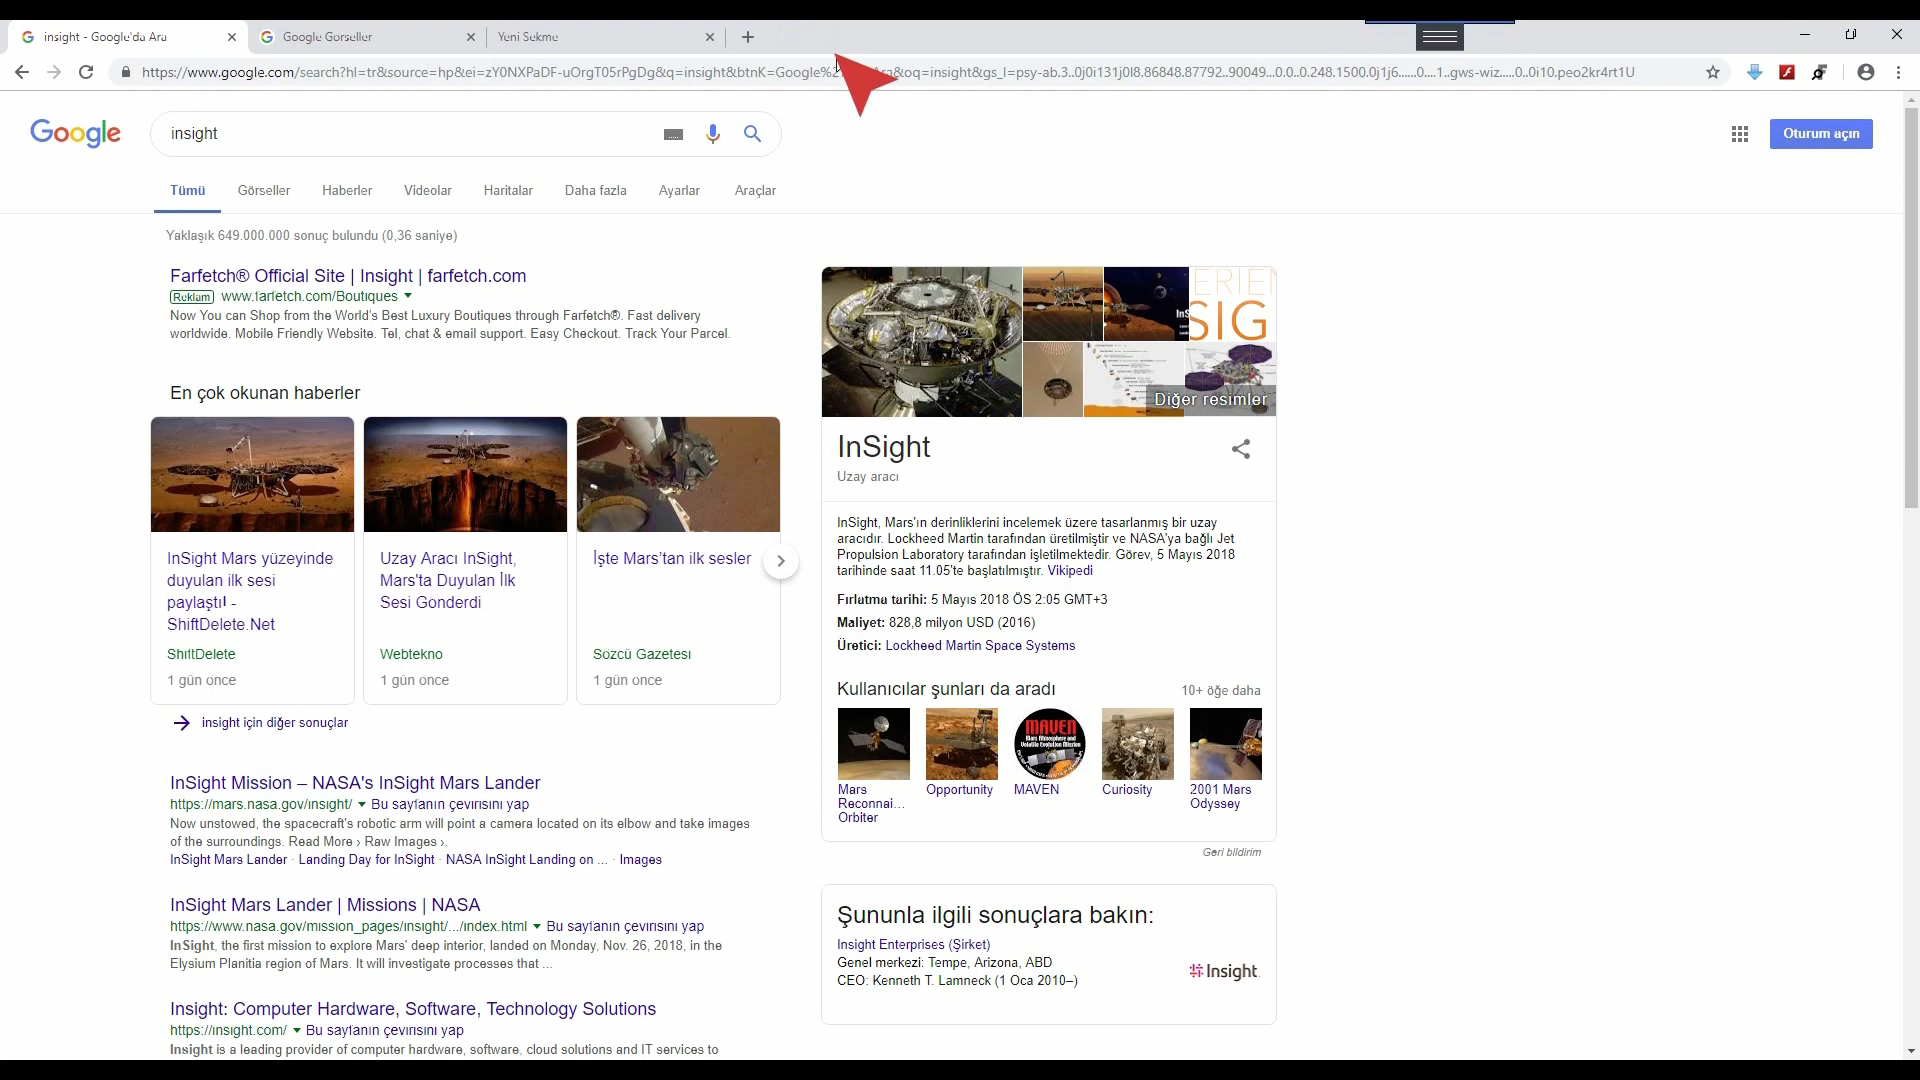 insight - Google'da Ara
Google Görseller
Yeni Sekme
https://www.google.com/search?hl=tr&source=hp&ei=zY0NXPaDF-uOrgT05rPgDg&q=insight&btnK=Google%2 &oq=insight&gs_l=psy-ab.3..0j0i131j0l8.86848.87792..90049...0.0..0.248.1500.0j1j6......0....1..gws-wiz.....0..0i10.peo2kr4rt1U
Google
insight
Oturum açın
Tümü
Görseller
Haberler
Videolar
Haritalar
Daha fazla
Ayarlar
Araçlar
Yaklaşık 649.000.000 sonuç bulundu (0,36 saniye)
Farfetch® Official Site | Insight | farfetch.com
Reklam www.farfetch.com/Boutiques
Now You can Shop from the World's Best Luxury Boutiques through Farfetch®. Fast delivery
worldwide. Mobile Friendly Website. Tel, chat & email support. Easy Checkout. Track Your Parcel.
En çok okunan haberler
InSight Mars yüzeyinde
duyulan ilk sesi
paylaştı! -
ShiftDelete.Net
ShiftDelete
1 gün önce
Uzay Aracı InSight,
Mars'ta Duyulan İlk
Sesi Gönderdi
Webtekno
1 gün önce
İşte Mars'tan ilk sesler
Sözcü Gazetesi
1 gün önce
insight için diğer sonuçlar
InSight Mission – NASA's InSight Mars Lander
https://mars.nasa.gov/insight/ Bu sayfanın çevirisini yap
Now unstowed, the spacecraft's robotic arm will point a camera located on its elbow and take images
of the surroundings. Read More › Raw Images ›.
InSight Mars Lander · Landing Day for InSight · NASA InSight Landing on ... · Images
InSight Mars Lander | Missions | NASA
https://www.nasa.gov/mission_pages/insight/.../index.html Bu sayfanın çevirisini yap
InSight, the first mission to explore Mars' deep interior, landed on Monday, Nov. 26, 2018, in the
Elysium Planitia region of Mars. It will investigate processes that ...
Insight: Computer Hardware, Software, Technology Solutions
https://insight.com/ Bu sayfanın çevirisini yap
Insight is a leading provider of computer hardware, software, cloud solutions and IT services to
InS
ERIEN
SIG
Diğer resimler
InSight
Uzay aracı
InSight, Mars'ın derinliklerini incelemek üzere tasarlanmış bir uzay
aracıdır. Lockheed Martin tarafından üretilmiştir ve NASA'ya bağlı Jet
Propulsion Laboratory tarafından işletilmektedir. Görev, 5 Mayıs 2018
tarihinde saat 11.05'te başlatılmıştır. Vikipedi
Fırlatma tarihi: 5 Mayıs 2018 ÖS 2:05 GMT+3
Maliyet: 828,8 milyon USD (2016)
Üretici: Lockheed Martin Space Systems
Kullanıcılar şunları da aradı
10+ öğe daha
MAVEN
Mars Atmosphere and
Volatile Evolution Mission
Mars
Reconnai...
Orbiter
Opportunity
MAVEN
Curiosity
2001 Mars
Odyssey
Geri bildirim
Şununla ilgili sonuçlara bakın:
Insight Enterprises (Şirket)
Genel merkezi: Tempe, Arizona, ABD
CEO: Kenneth T. Lamneck (1 Oca 2010–)
Insight.